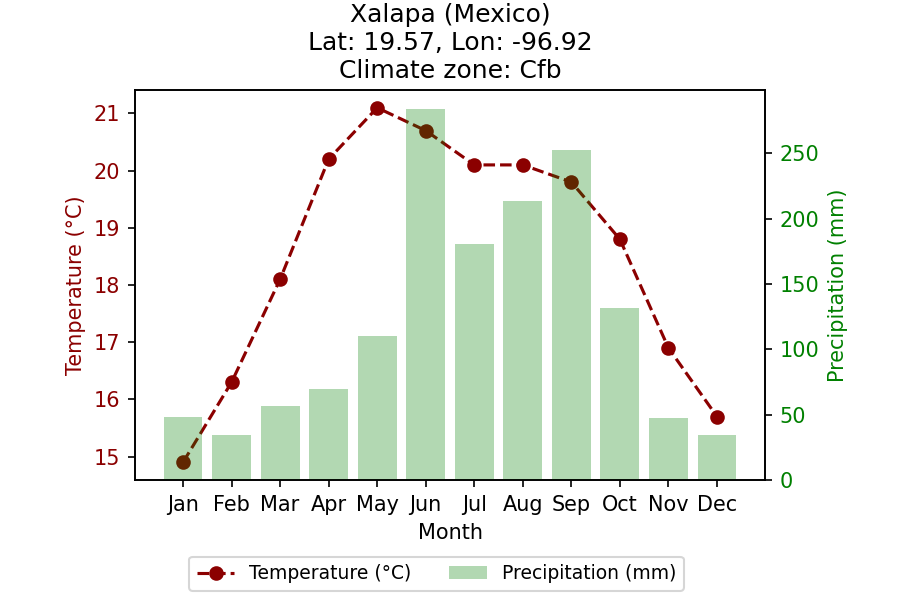 Xalapa (Mexico)
Lat: 19.57, Lon: -96.92
Climate zone: Cfb
Temperature (°C)
21
20
19
18
17
16
15
Precipitation (mm)
250
200
150
100
50
0
Jan Feb Mar Apr May Jun Jul Aug Sep Oct Nov Dec
Month
Temperature (°C) Precipitation (mm)